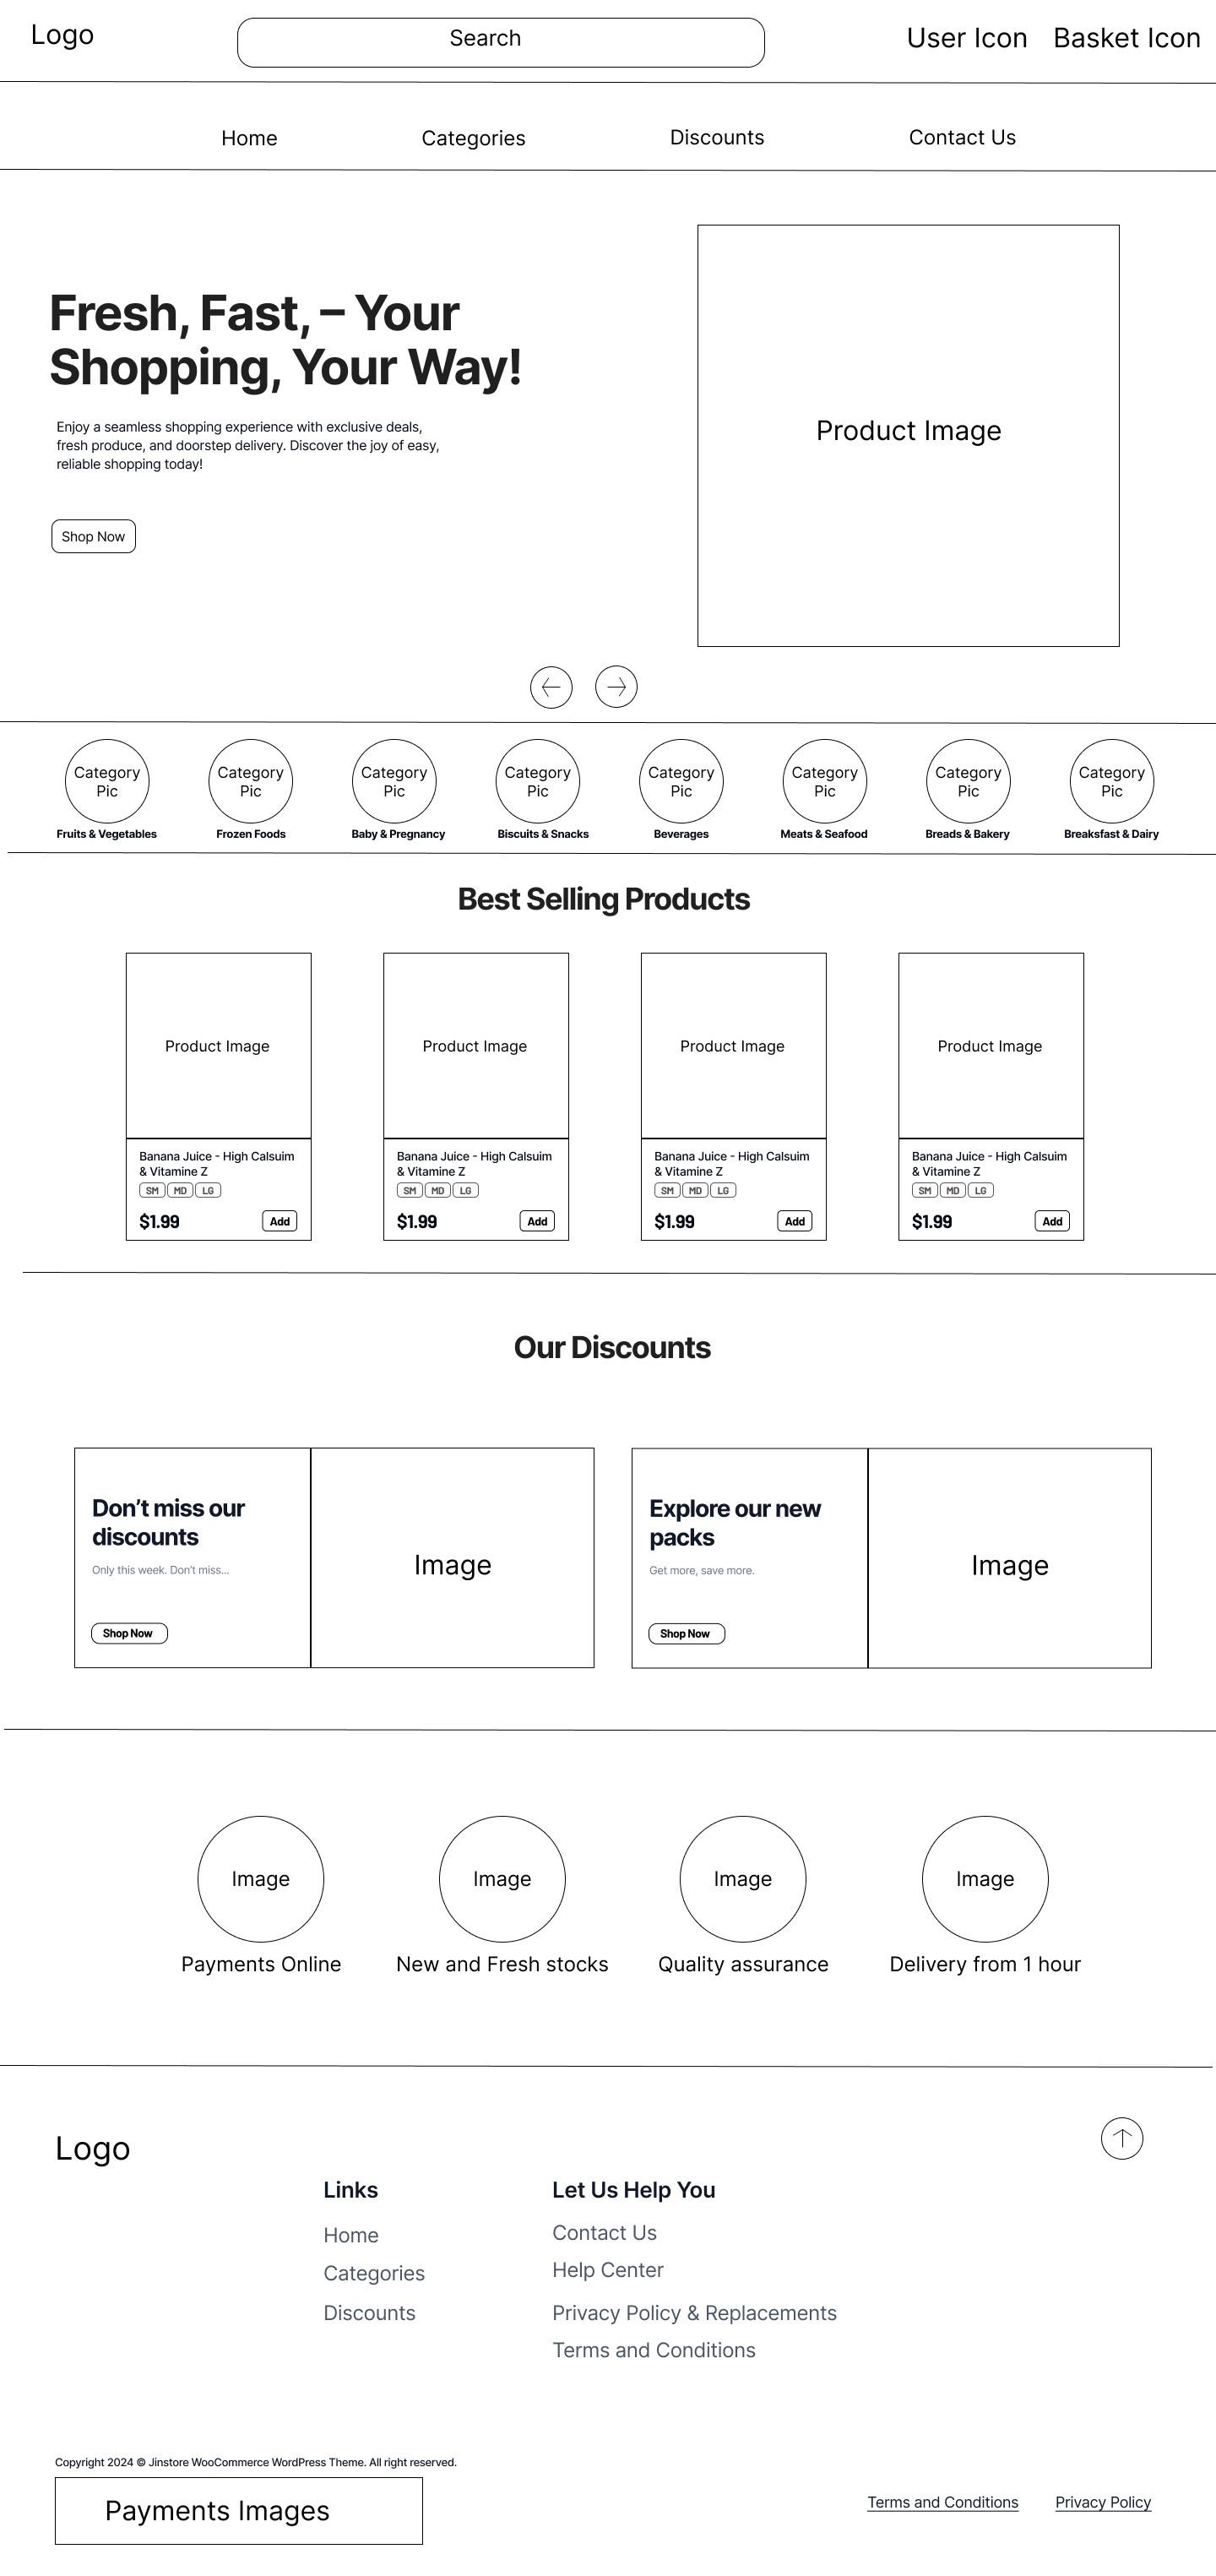 Logo
Search
User Icon
Basket Icon
Home
Categories
Discounts
Contact Us
Fresh, Fast, – Your
Shopping, Your Way!
Enjoy a seamless shopping experience with exclusive deals,
fresh produce, and doorstep delivery. Discover the joy of easy,
reliable shopping today!
Shop Now
Product Image
Category
Pic
Fruits & Vegetables
Category
Pic
Frozen Foods
Category
Pic
Baby & Pregnancy
Category
Pic
Biscuits & Snacks
Category
Pic
Beverages
Category
Pic
Meats & Seafood
Category
Pic
Breads & Bakery
Category
Pic
Breaksfast & Dairy
Best Selling Products
Product Image
Banana Juice - High Calsuim
& Vitamine Z
SM MD LG
$1.99 Add
Product Image
Banana Juice - High Calsuim
& Vitamine Z
SM MD LG
$1.99 Add
Product Image
Banana Juice - High Calsuim
& Vitamine Z
SM MD LG
$1.99 Add
Product Image
Banana Juice - High Calsuim
& Vitamine Z
SM MD LG
$1.99 Add
Our Discounts
Don’t miss our
discounts
Only this week. Don’t miss...
Shop Now
Image
Explore our new
packs
Get more, save more.
Shop Now
Image
Image
Payments Online
Image
New and Fresh stocks
Image
Quality assurance
Image
Delivery from 1 hour
Logo
Links
Home
Categories
Discounts
Let Us Help You
Contact Us
Help Center
Privacy Policy & Replacements
Terms and Conditions
Copyright 2024 © Jinstore WooCommerce WordPress Theme. All right reserved.
Payments Images
Terms and Conditions
Privacy Policy